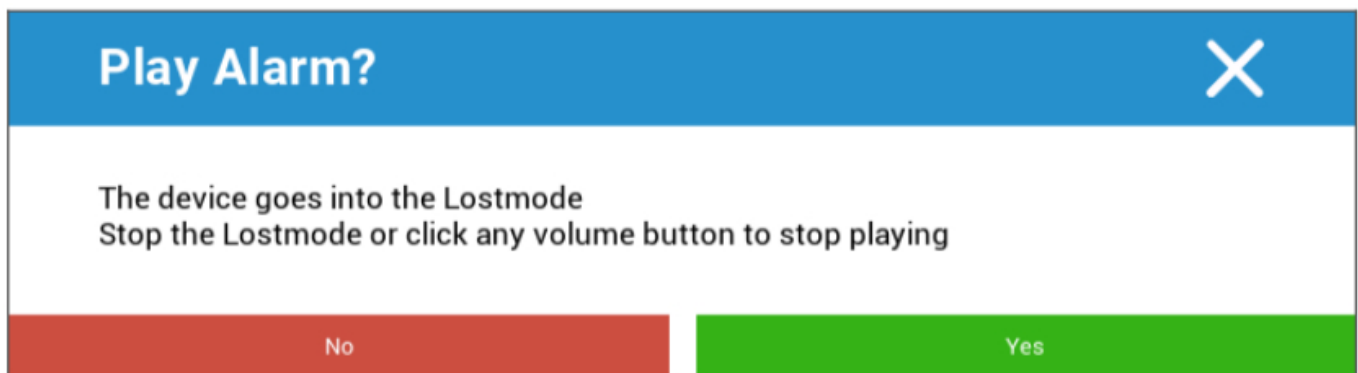 Play Alarm?
The device goes into the Lostmode
Stop the Lostmode or click any volume button to stop playing
No
Yes